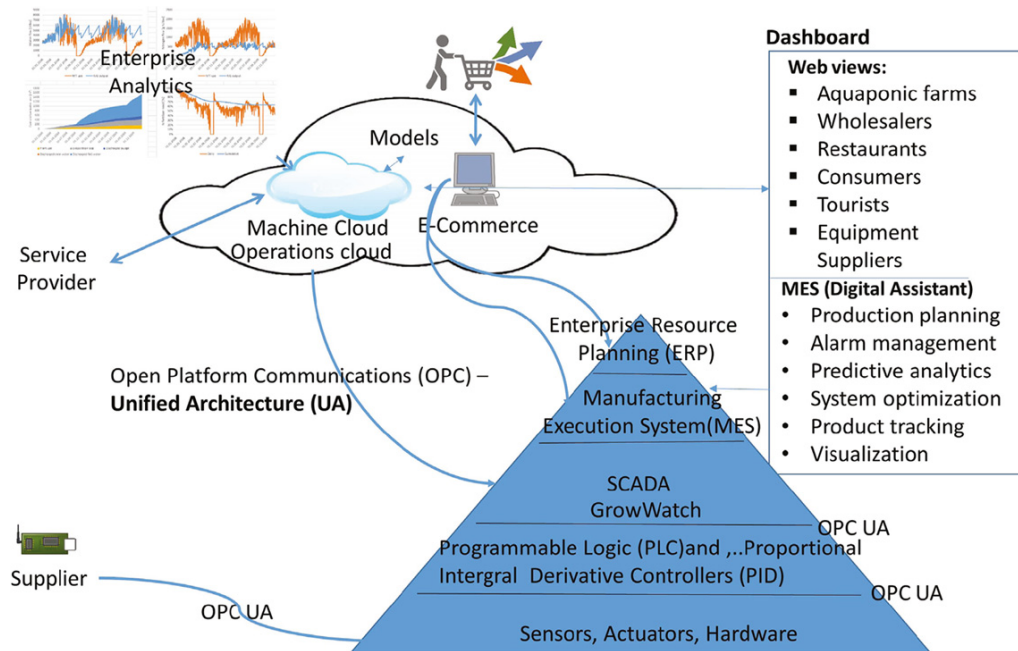 Enterprise
Analytics
Models
Machine Cloud
Operations cloud
E-Commerce
Service
Provider
Open Platform Communications (OPC) –
Unified Architecture (UA)
Dashboard
Web views:
▪ Aquaponic farms
▪ Wholesalers
▪ Restaurants
▪ Consumers
▪ Tourists
▪ Equipment
Suppliers
MES (Digital Assistant)
• Production planning
• Alarm management
• Predictive analytics
• System optimization
• Product tracking
• Visualization
Enterprise Resource
Planning (ERP)
Manufacturing
Execution System(MES)
SCADA
GrowWatch
OPC UA
Programmable Logic (PLC)and ,..Proportional
Intergral Derivative Controllers (PID)
OPC UA
Sensors, Actuators, Hardware
Supplier
OPC UA